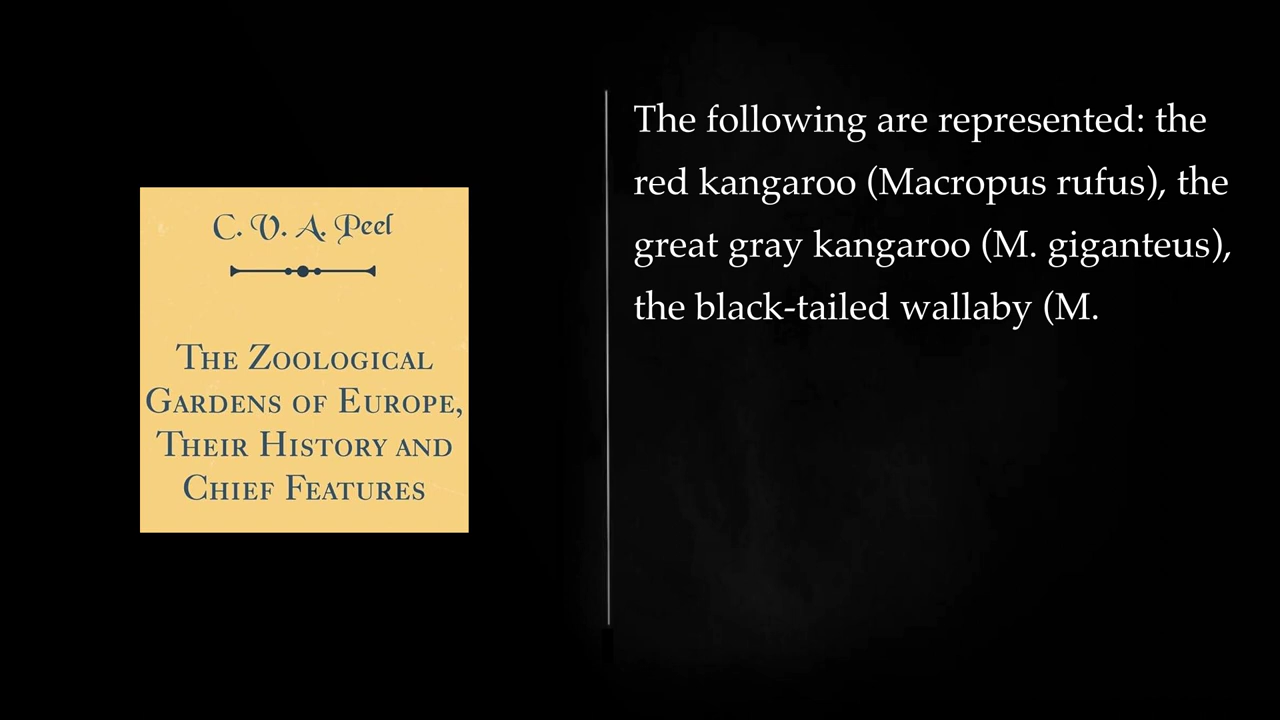 C. V. A. Peel
The Zoological
Gardens of Europe,
Their History and
Chief Features
The following are represented: the
red kangaroo (Macropus rufus), the
great gray kangaroo (M. giganteus),
the black-tailed wallaby (M.